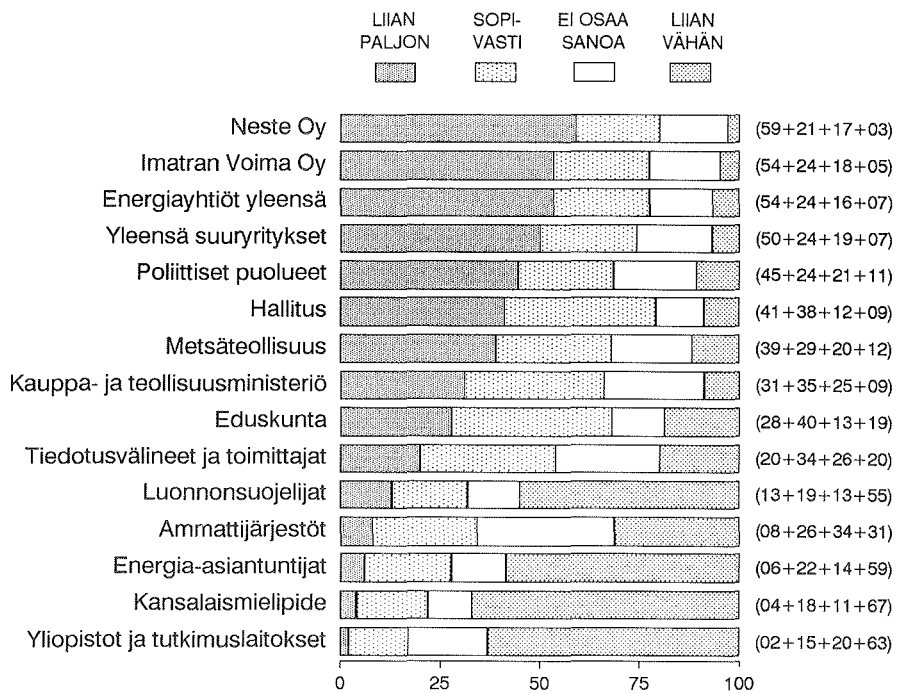 LIIAN PALJON
SOPI-VASTI
EI OSAA SANOA
LIIAN VÄHÄN
Neste Oy (59+21+17+03)
Imatran Voima Oy (54+24+18+05)
Energiayhtiöt yleensä (54+24+16+07)
Yleensä suuryritykset (50+24+19+07)
Poliittiset puolueet (45+24+21+11)
Hallitus (41+38+12+09)
Metsäteollisuus (39+29+20+12)
Kauppa- ja teollisuusministeriö (31+35+25+09)
Eduskunta (28+40+13+19)
Tiedotusvälineet ja toimittajat (20+34+26+20)
Luonnonsuojelijat (13+19+13+55)
Ammattijärjestöt (08+26+34+31)
Energia-asiantuntijat (06+22+14+59)
Kansalaismielipide (04+18+11+67)
Yliopistot ja tutkimuslaitokset (02+15+20+63)
0 25 50 75 100